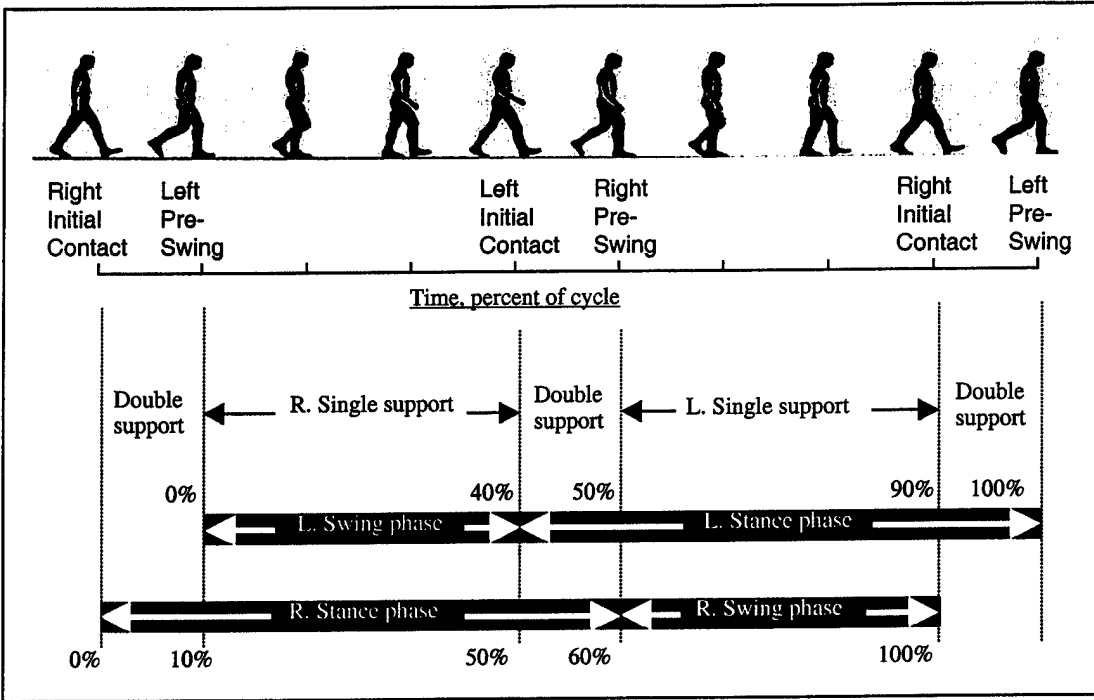 Right Initial Contact
Left Pre-Swing
Left Initial Contact
Right Pre-Swing
Right Initial Contact
Left Pre-Swing
Time, percent of cycle
Double support
R. Single support
Double support
L. Single support
Double support
0%
40%
50%
90%
100%
L. Swing phase
L. Stance phase
R. Stance phase
R. Swing phase
0%
10%
50%
60%
100%